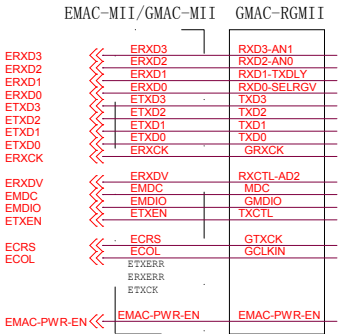 EMAC-MII/GMAC-MII GMAC-RGMII
ERXD3 ERXD3 RXD3-AN1
ERXD2 ERXD2 RXD2-AN0
ERXD1 ERXD1 RXD1-TXDLY
ERXD0 ERXD0 RXD0-SELRGV
ETXD3 ETXD3 TXD3
ETXD2 ETXD2 TXD2
ETXD1 ETXD1 TXD1
ETXD0 ETXD0 TXD0
ERXCK ERXCK GRXCK
ERXDV ERXDV RXCTL-AD2
EMDC EMDC MDC
EMDIO EMDIO GMDIO
ETXEN ETXEN TXCTL
ECRS ECRS GTXCK
ECOL ECOL GCLKIN
ETXERR
ERXERR
ETXCK
EMAC-PWR-EN EMAC-PWR-EN EMAC-PWR-EN